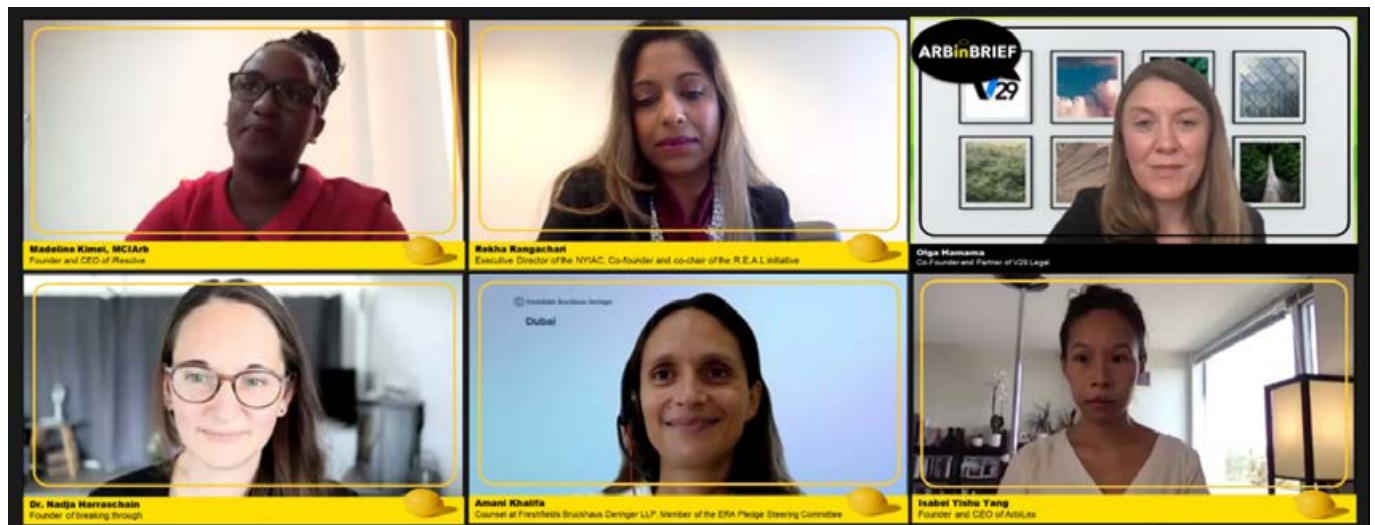 ARBinBRIEF
V29
Madeline Kimei, MCIArb
Founder and CEO of iResolve
Rekha Rangachari
Executive Director of the NYIAC, Co-founder and co-chair of the R.E.A.L initiative
Olga Hamama
Co-Founder and Partner of V29 Legal
Freshfields Bruckhaus Deringer
Dubai
Dr. Nadja Harraschain
Founder of breaking.through
Amani Khalifa
Counsel at Freshfields Bruckhaus Deringer LLP, Member of the ERA Pledge Steering Committee
Isabel Yishu Yang
Founder and CEO of ArbiLex